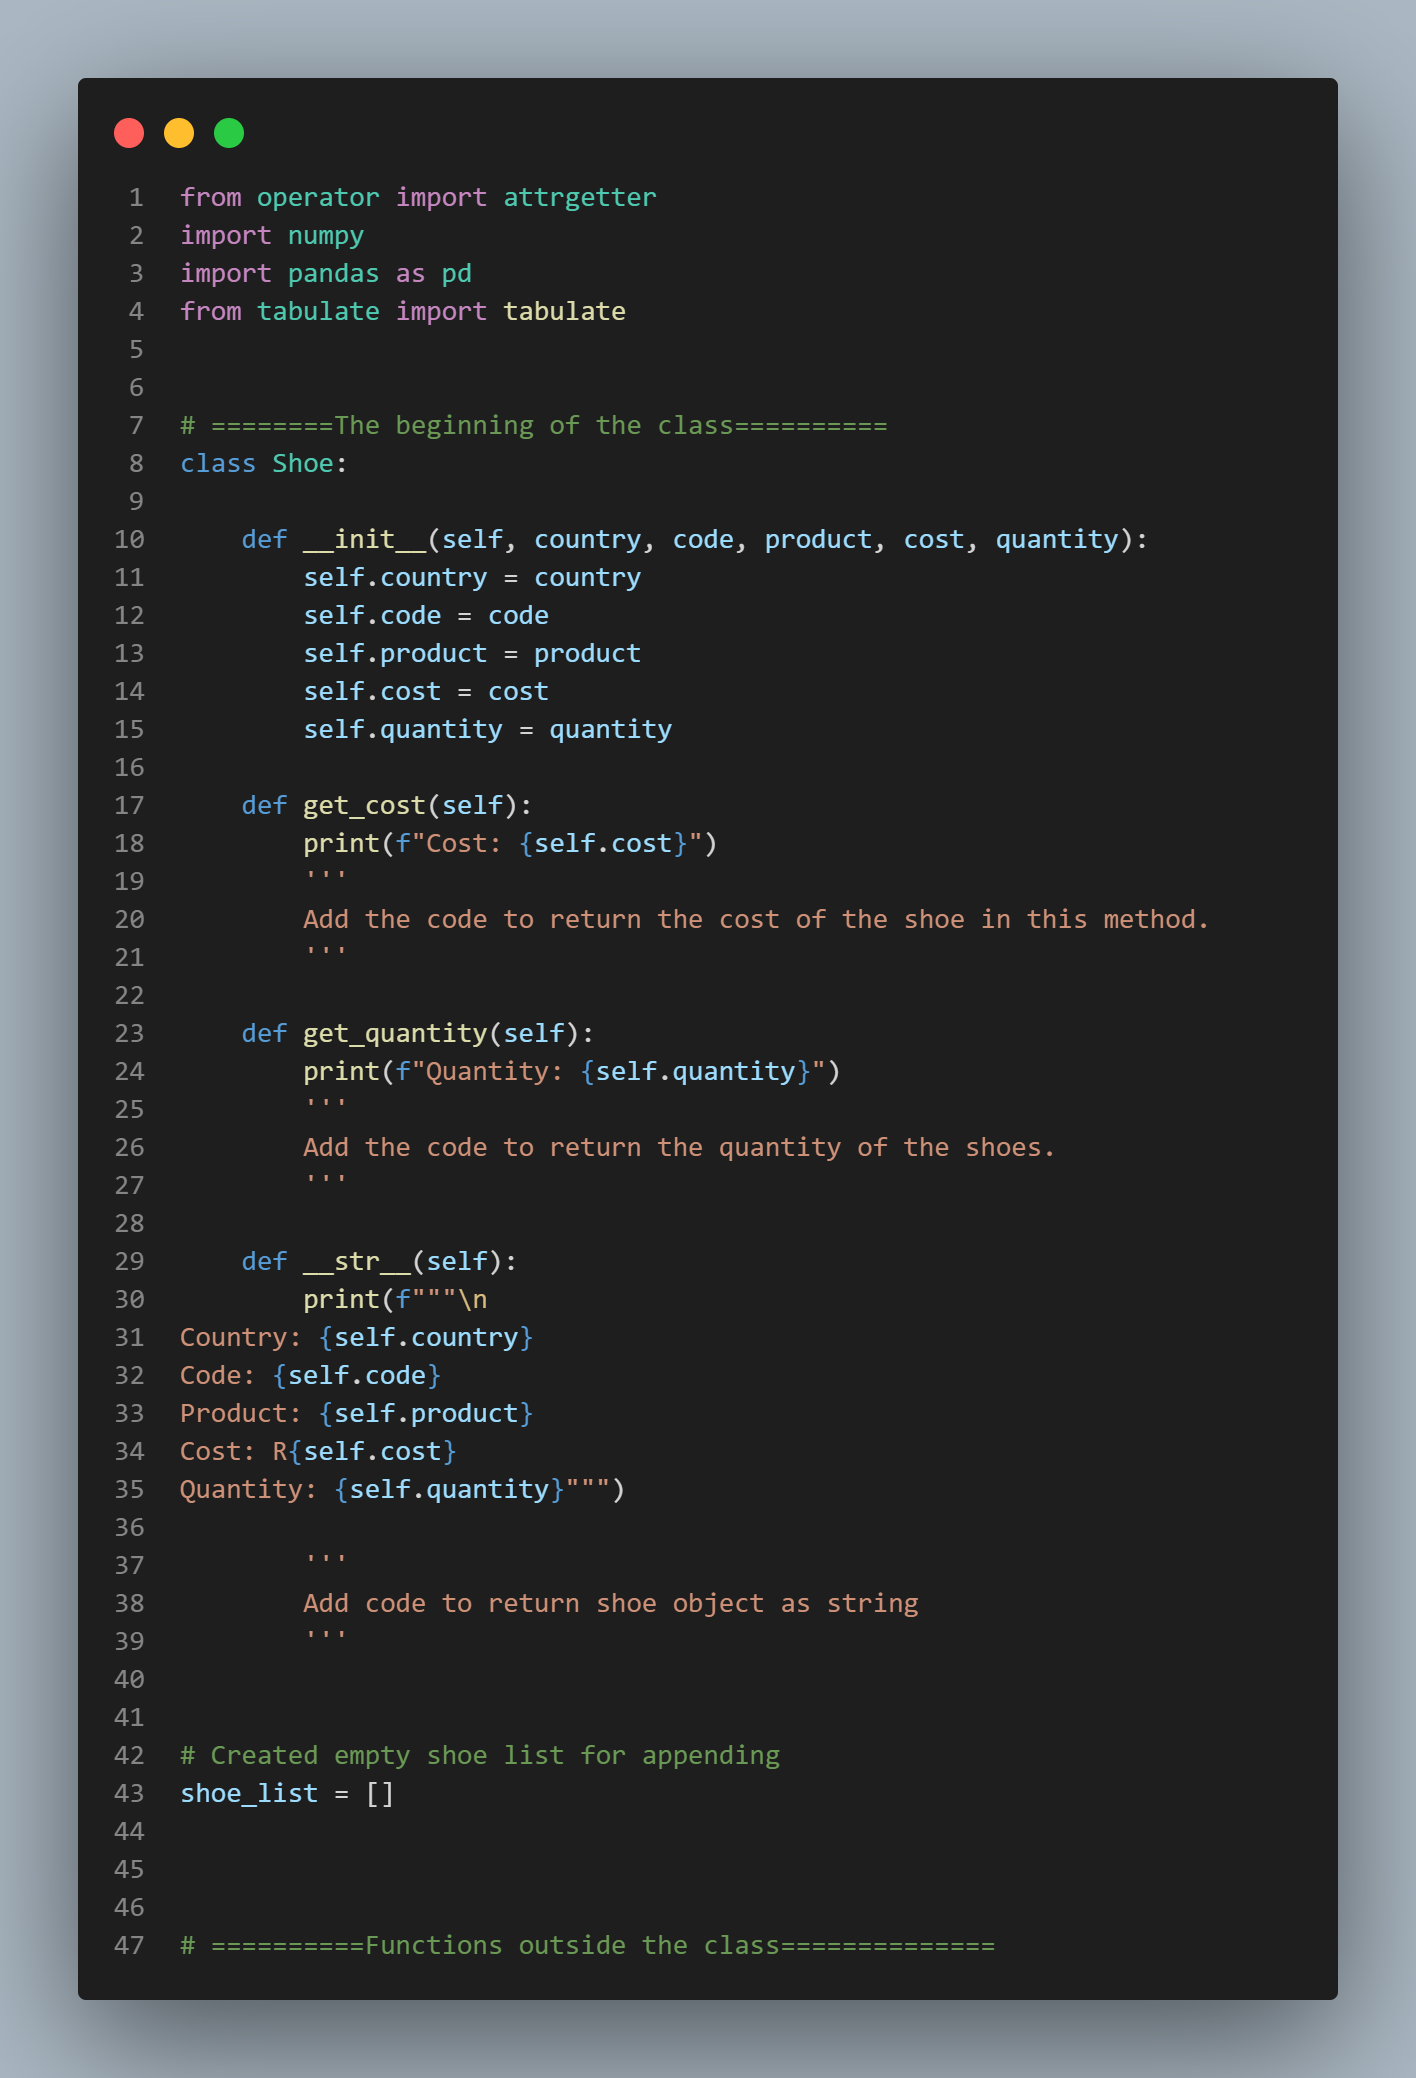 1 from operator import attrgetter
2 import numpy
3 import pandas as pd
4 from tabulate import tabulate
5
6
7 # ========The beginning of the class==========
8 class Shoe:
9
10     def __init__(self, country, code, product, cost, quantity):
11         self.country = country
12         self.code = code
13         self.product = product
14         self.cost = cost
15         self.quantity = quantity
16
17     def get_cost(self):
18         print(f"Cost: {self.cost}")
19         '''
20         Add the code to return the cost of the shoe in this method.
21         '''
22
23     def get_quantity(self):
24         print(f"Quantity: {self.quantity}")
25         '''
26         Add the code to return the quantity of the shoes.
27         '''
28
29     def __str__(self):
30         print(f"""\n
31 Country: {self.country}
32 Code: {self.code}
33 Product: {self.product}
34 Cost: R{self.cost}
35 Quantity: {self.quantity}""")
36
37         '''
38         Add code to return shoe object as string
39         '''
40
41
42 # Created empty shoe list for appending
43 shoe_list = []
44
45
46
47 # ==========Functions outside the class==============